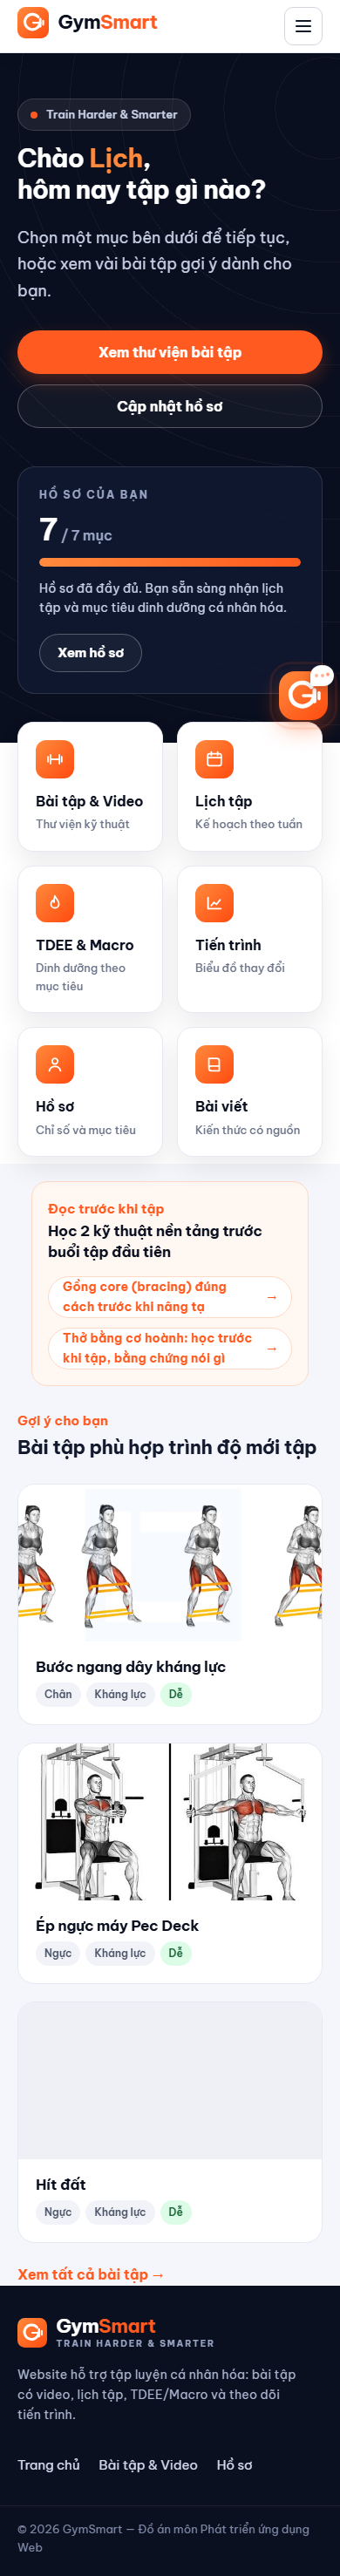 GymSmart
Train Harder & Smarter
Chào Lịch,
hôm nay tập gì nào?
Chọn một mục bên dưới để tiếp tục,
hoặc xem vài bài tập gợi ý dành cho
bạn.
Xem thư viện bài tập
Cập nhật hồ sơ
HỒ SƠ CỦA BẠN
7 / 7 mục
Hồ sơ đã đầy đủ. Bạn sẵn sàng nhận lịch
tập và mục tiêu dinh dưỡng cá nhân hóa.
Xem hồ sơ
Bài tập & Video
Thư viện kỹ thuật
Lịch tập
Kế hoạch theo tuần
TDEE & Macro
Dinh dưỡng theo
mục tiêu
Tiến trình
Biểu đồ thay đổi
Hồ sơ
Chỉ số và mục tiêu
Bài viết
Kiến thức có nguồn
Đọc trước khi tập
Học 2 kỹ thuật nền tảng trước
buổi tập đầu tiên
Gồng core (bracing) đúng
cách trước khi nâng tạ →
Thở bằng cơ hoành: học trước
khi tập, bằng chứng nói gì →
Gợi ý cho bạn
Bài tập phù hợp trình độ mới tập
Bước ngang dây kháng lực
Chân Kháng lực Dễ
Ép ngực máy Pec Deck
Ngực Kháng lực Dễ
Hít đất
Ngực Kháng lực Dễ
Xem tất cả bài tập →
GymSmart
TRAIN HARDER & SMARTER
Website hỗ trợ tập luyện cá nhân hóa: bài tập
có video, lịch tập, TDEE/Macro và theo dõi
tiến trình.
Trang chủ Bài tập & Video Hồ sơ
© 2026 GymSmart — Đồ án môn Phát triển ứng dụng
Web